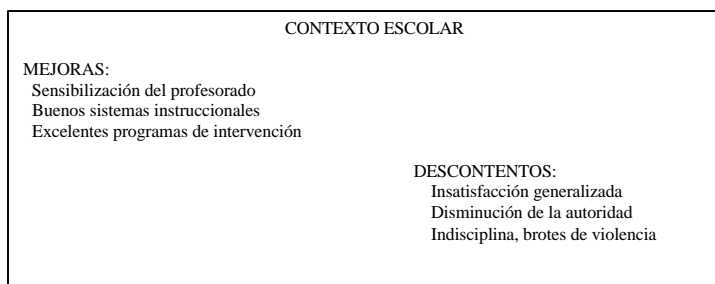 CONTEXTO ESCOLAR
MEJORAS:
Sensibilización del profesorado
Buenos sistemas instruccionales
Excelentes programas de intervención
DESCONTENTOS:
Insatisfacción generalizada
Disminución de la autoridad
Indisciplina, brotes de violencia